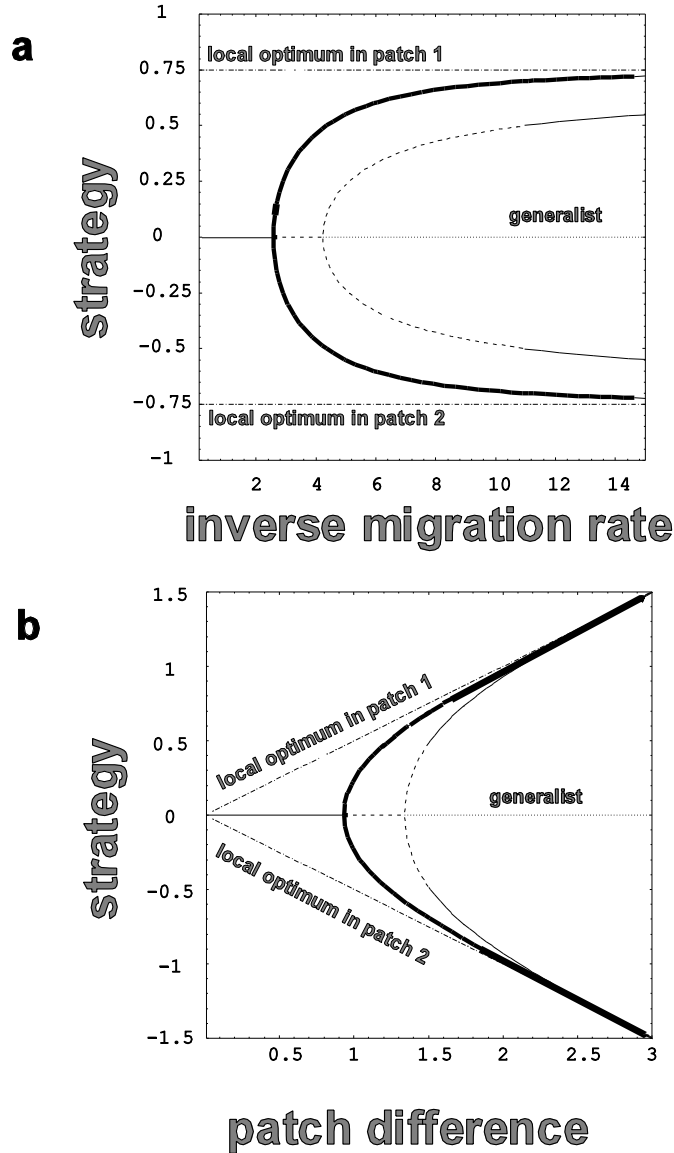 a
1
local optimum in patch 1
0.75
0.5
0.25
generalist
0
-0.25
-0.5
-0.75
local optimum in patch 2
-1
strategy
2 4 6 8 10 12 14
inverse migration rate
b
1.5
1
local optimum in patch 1
0.5
generalist
0
local optimum in patch 2
-0.5
-1
-1.5
strategy
0.5 1 1.5 2 2.5 3
patch difference